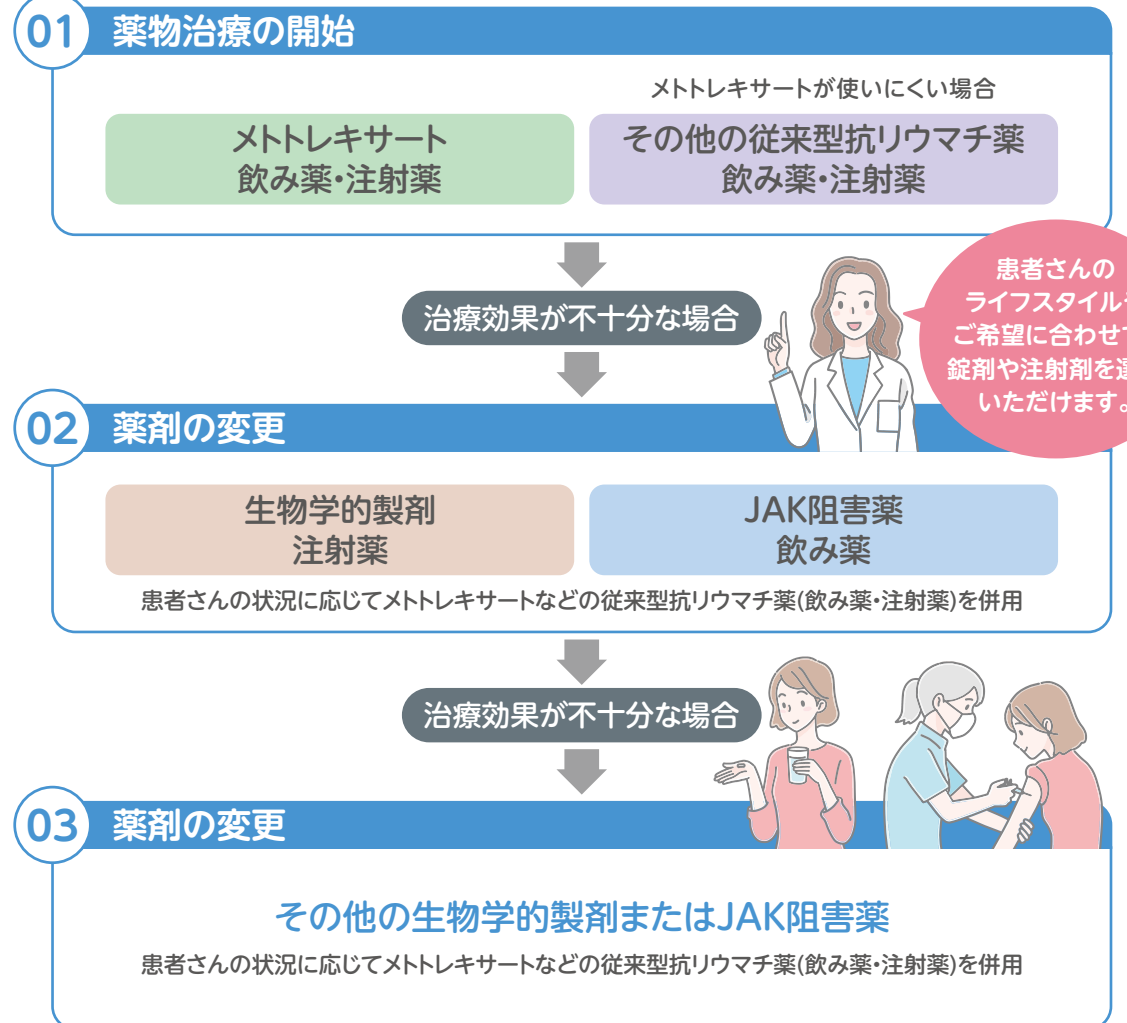 01 薬物治療の開始
メトトレキサートが使いにくい場合
メトトレキサート
飲み薬・注射薬
その他の従来型抗リウマチ薬
飲み薬・注射薬
治療効果が不十分な場合
患者さんの
ライフスタイル
ご希望に合わせ
錠剤や注射剤を
いただけます。
02 薬剤の変更
生物学的製剤
注射薬
JAK阻害薬
飲み薬
患者さんの状況に応じてメトトレキサートなどの従来型抗リウマチ薬(飲み薬・注射薬)を併用
治療効果が不十分な場合
03 薬剤の変更
その他の生物学的製剤またはJAK阻害薬
患者さんの状況に応じてメトトレキサートなどの従来型抗リウマチ薬(飲み薬・注射薬)を併用